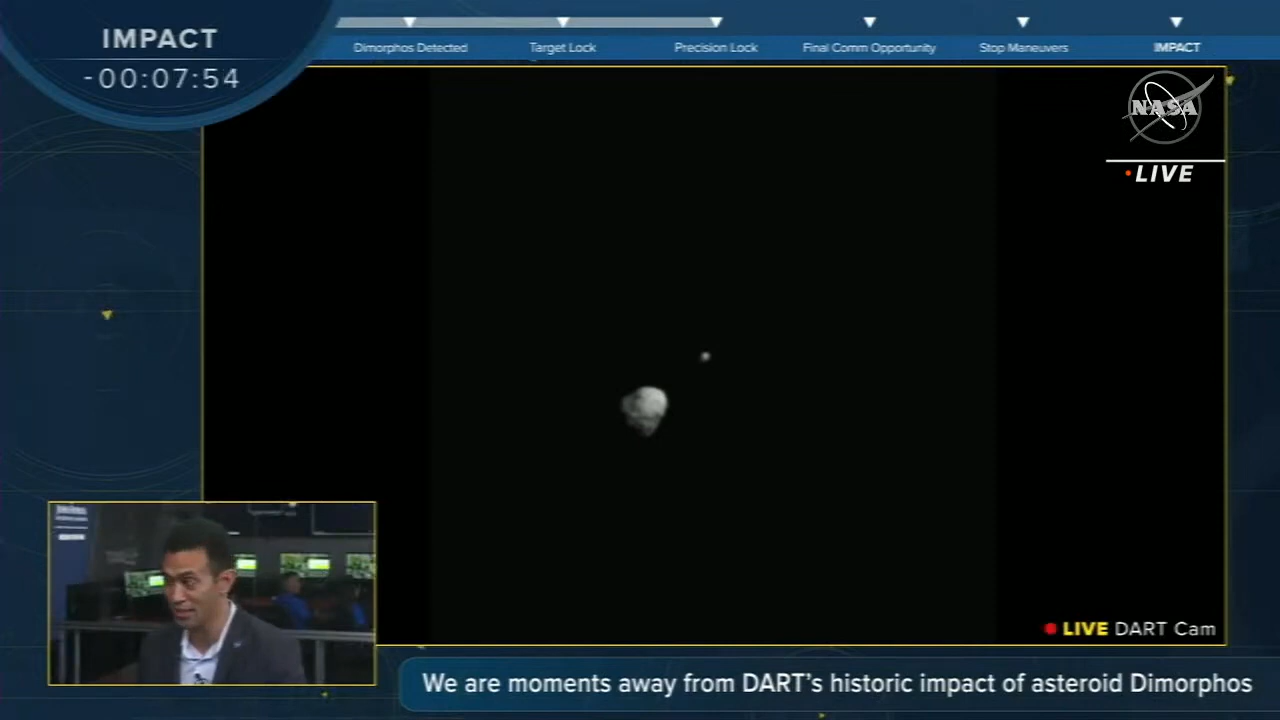 IMPACT
-00:07:54
Dimorphos Detected
Target Lock
Precision Lock
Final Comm Opportunity
Stop Maneuvers
IMPACT
NASA
LIVE
LIVE DART Cam
We are moments away from DART's historic impact of asteroid Dimorphos